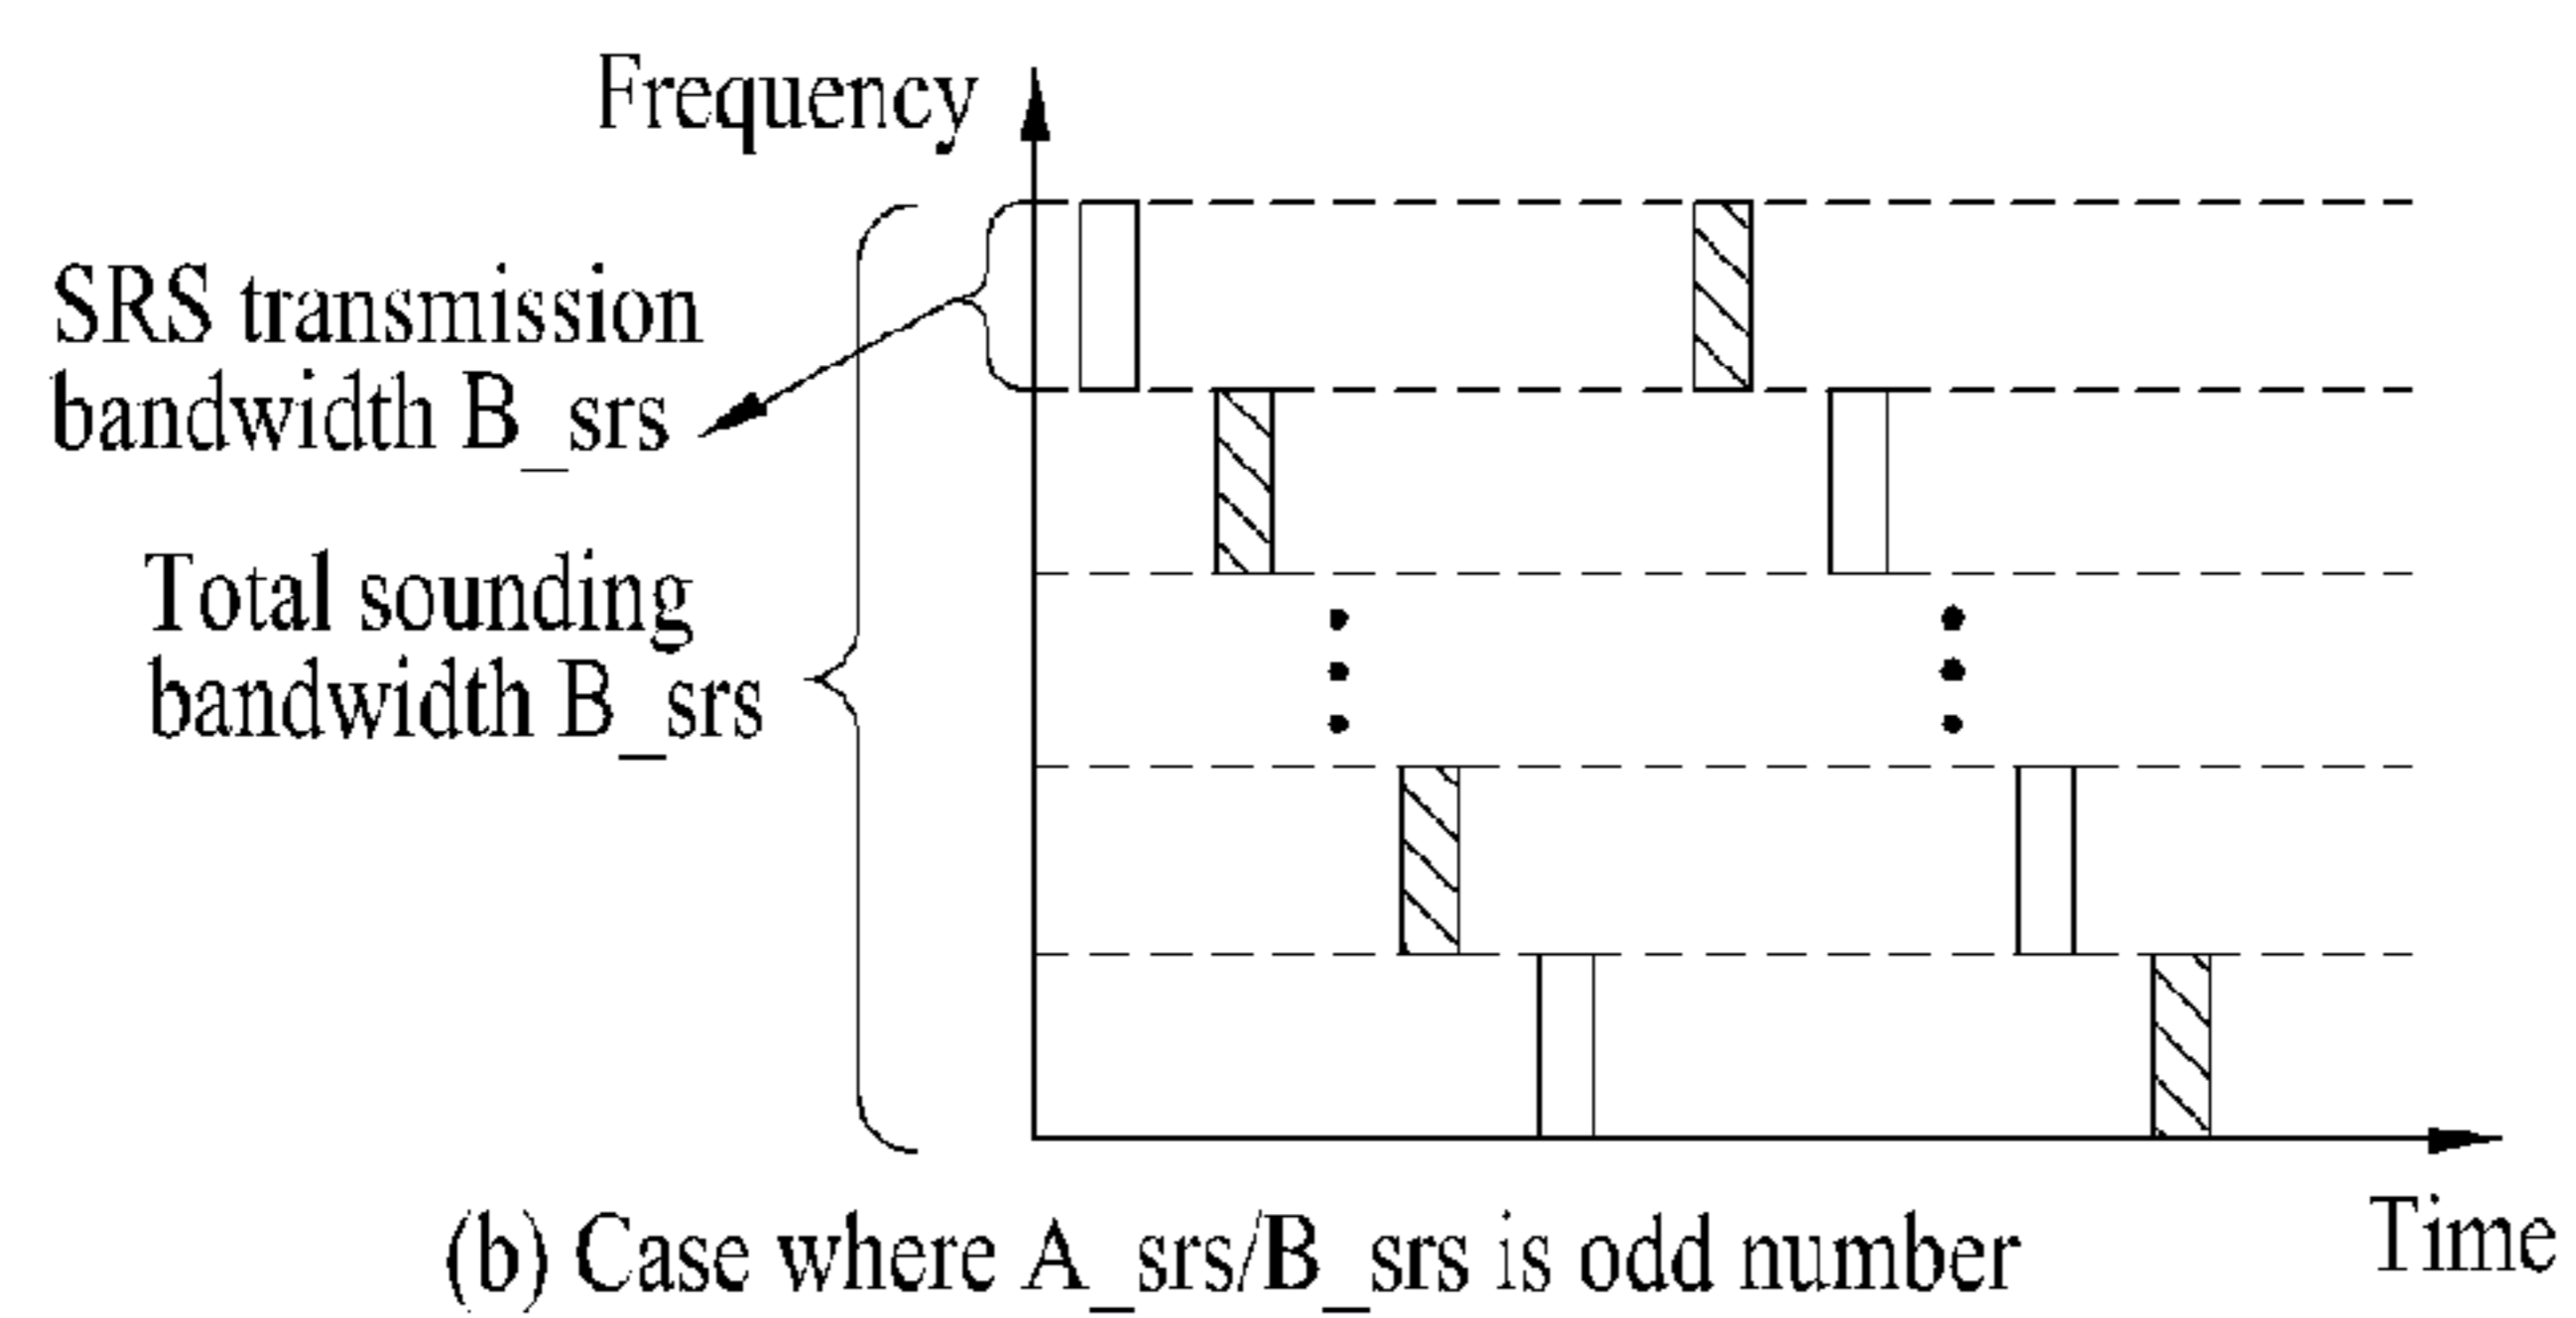 Frequency
SRS transmission
bandwidth B_srs
Total sounding
bandwidth B_srs
Time
(b) Case where A_srs/B_srs is odd number